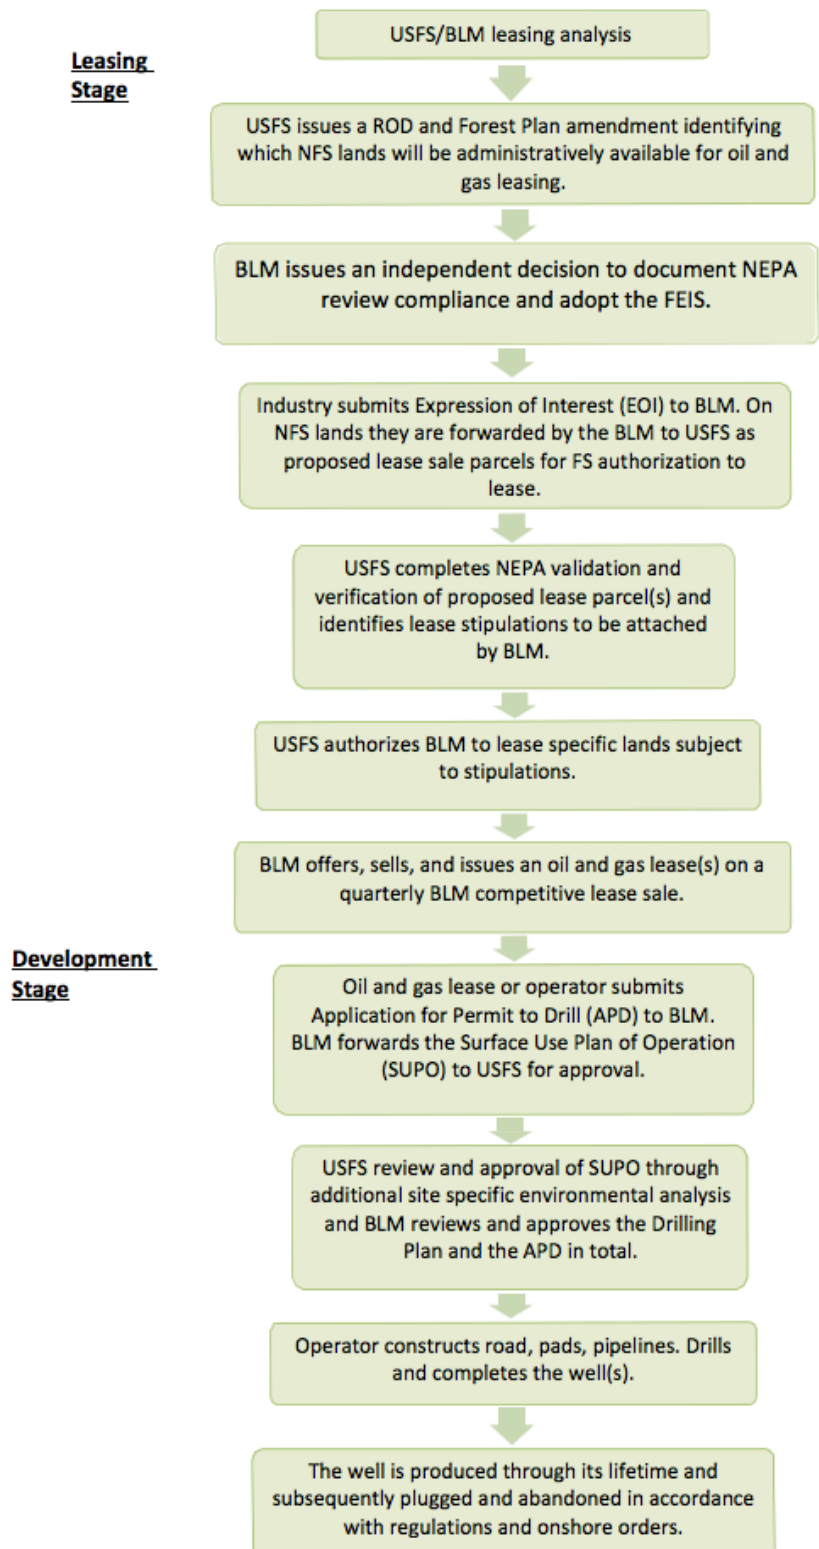 Leasing
Stage
USFS/BLM leasing analysis
USFS issues a ROD and Forest Plan amendment identifying
which NFS lands will be administratively available for oil and
gas leasing.
BLM issues an independent decision to document NEPA
review compliance and adopt the FEIS.
Industry submits Expression of Interest (EOI) to BLM. On
NFS lands they are forwarded by the BLM to USFS as
proposed lease sale parcels for FS authorization to
lease.
USFS completes NEPA validation and
verification of proposed lease parcel(s) and
identifies lease stipulations to be attached
by BLM.
USFS authorizes BLM to lease specific lands subject
to stipulations.
BLM offers, sells, and issues an oil and gas lease(s) on a
quarterly BLM competitive lease sale.
Development
Stage
Oil and gas lease or operator submits
Application for Permit to Drill (APD) to BLM.
BLM forwards the Surface Use Plan of Operation
(SUPO) to USFS for approval.
USFS review and approval of SUPO through
additional site specific environmental analysis
and BLM reviews and approves the Drilling
Plan and the APD in total.
Operator constructs road, pads, pipelines. Drills
and completes the well(s).
The well is produced through its lifetime and
subsequently plugged and abandoned in accordance
with regulations and onshore orders.